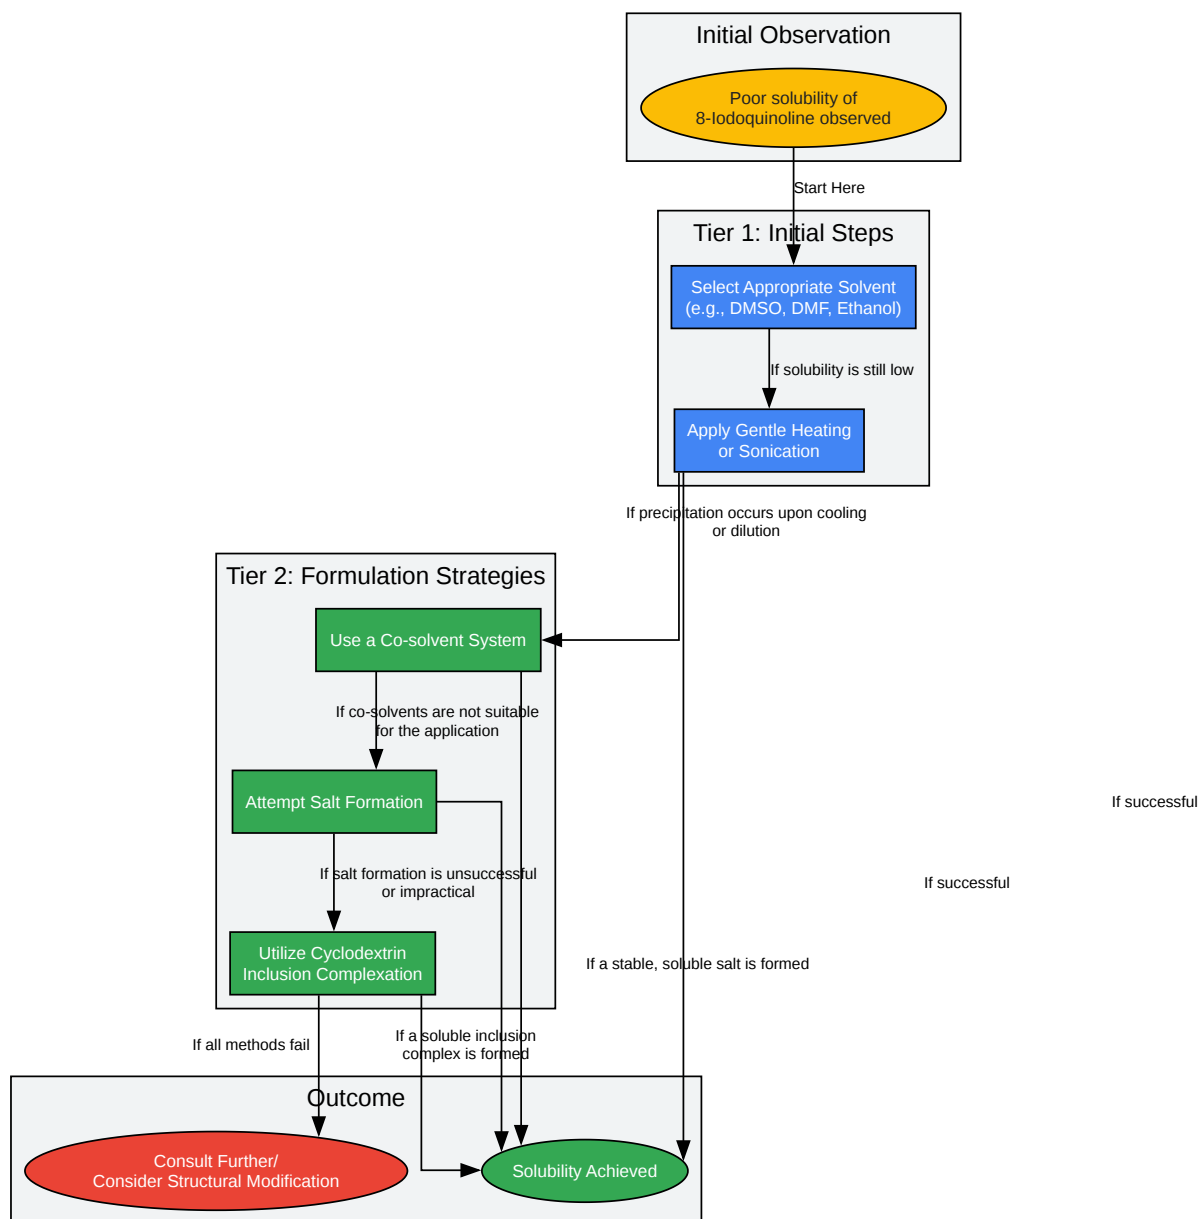 Initial Observation
Poor solubility of
8-Iodoquinoline observed
Start Here
Tier 1: Initial Steps
Select Appropriate Solvent
(e.g., DMSO, DMF, Ethanol)
If solubility is still low
Apply Gentle Heating
or Sonication
If precipitation occurs upon cooling
or dilution
Tier 2: Formulation Strategies
Use a Co-solvent System
If co-solvents are not suitable
for the application
Attempt Salt Formation
If successful
If salt formation is unsuccessful
or impractical
If successful
Utilize Cyclodextrin
Inclusion Complexation
If a stable, soluble salt is formed
If all methods fail
If a soluble inclusion
complex is formed
Outcome
Consult Further/
Consider Structural Modification
Solubility Achieved